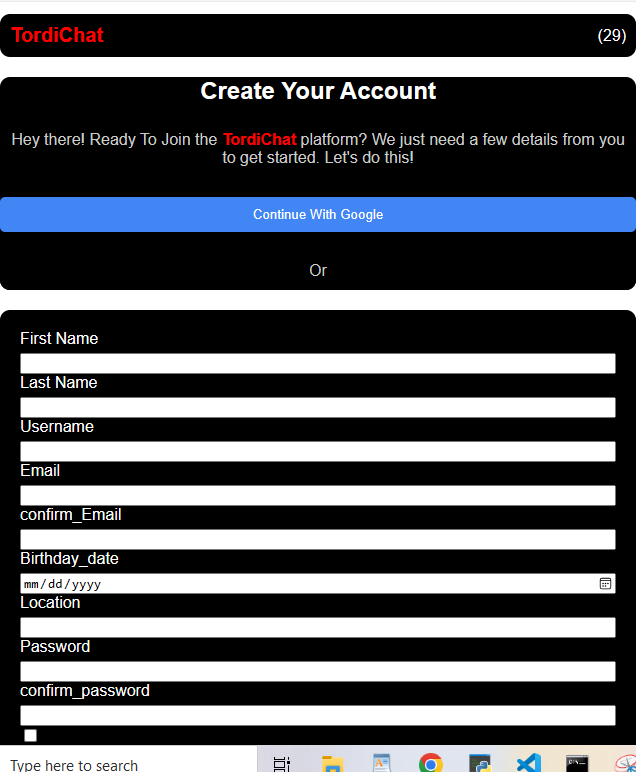 TordiChat (29)
Create Your Account
Hey there! Ready To Join the TordiChat platform? We just need a few details from you
to get started. Let's do this!
Continue With Google
Or
First Name
Last Name
Username
Email
confirm_Email
Birthday_date
mm/dd/yyyy
Location
Password
confirm_password
Type here to search